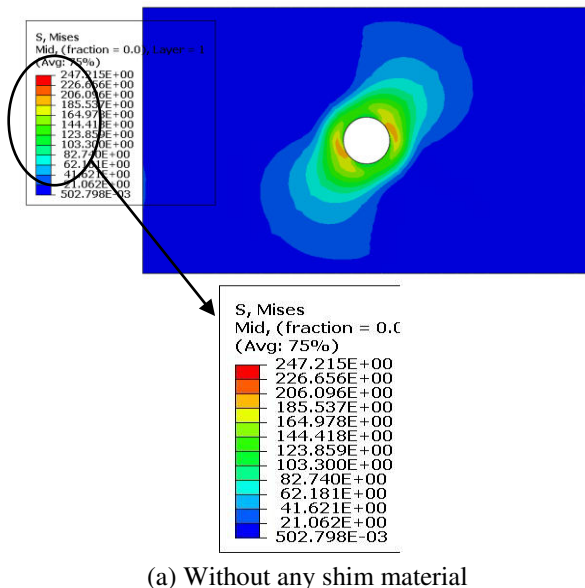 S, Mises
Mid, (fraction = 0.0), Layer = 1
(Avg: 75%)
247.215E+00
226.656E+00
206.096E+00
185.537E+00
164.978E+00
144.418E+00
123.859E+00
103.300E+00
82.740E+00
62.181E+00
41.621E+00
21.062E+00
502.798E-03
S, Mises
Mid, (fraction = 0.0
(Avg: 75%)
247.215E+00
226.656E+00
206.096E+00
185.537E+00
164.978E+00
144.418E+00
123.859E+00
103.300E+00
82.740E+00
62.181E+00
41.621E+00
21.062E+00
502.798E-03
(a) Without any shim material